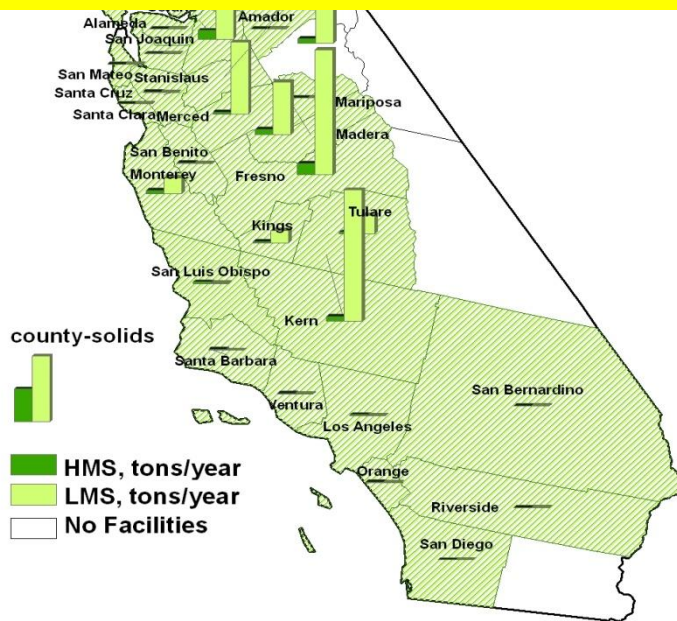 Amador
Alameda
San Joaquin
San Mateo
Stanislaus
Santa Cruz
Mariposa
Santa Clara
Merced
Madera
San Benito
Monterey
Fresno
Kings
Tulare
San Luis Obispo
Kern
county-solids
Santa Barbara
San Bernardino
Ventura
Los Angeles
HMS, tons/year
Orange
LMS, tons/year
Riverside
No Facilities
San Diego